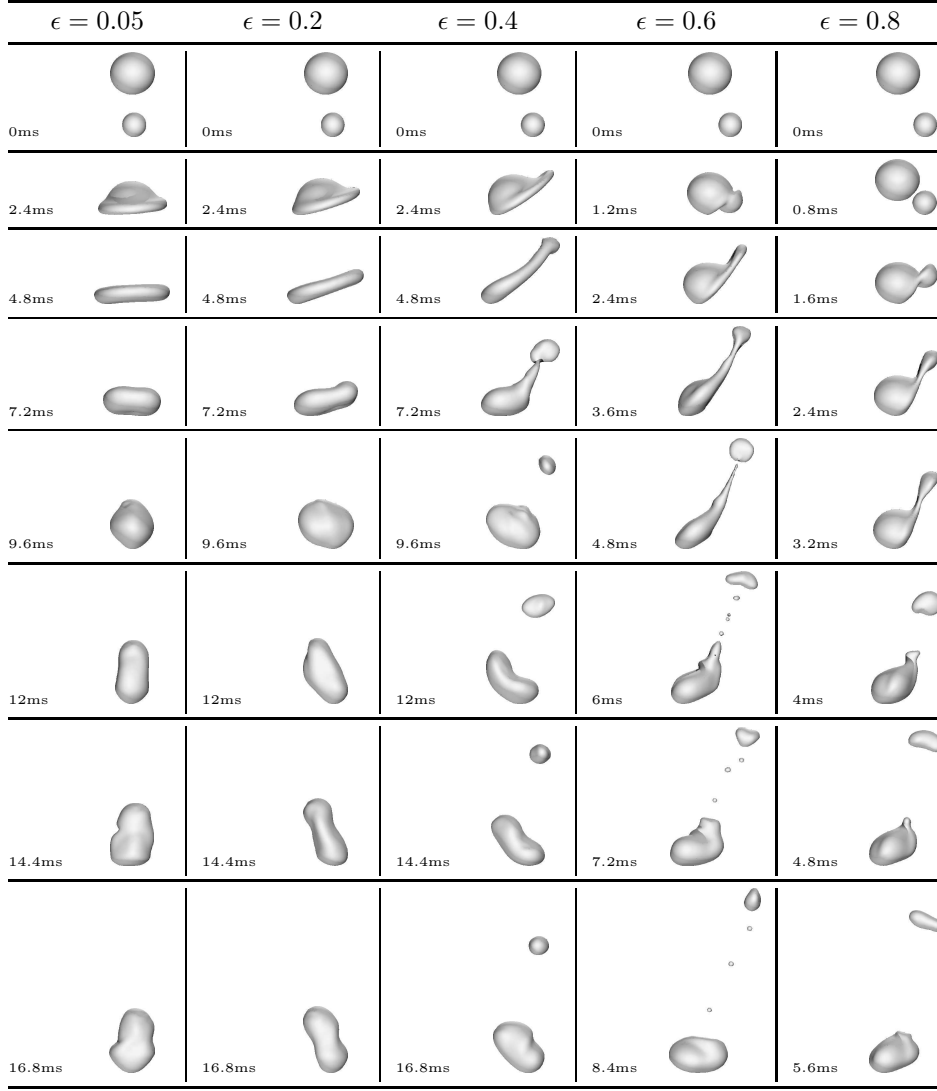 ϵ = 0.05 ϵ = 0.2 ϵ = 0.4 ϵ = 0.6 ϵ = 0.8
0ms 0ms 0ms 0ms 0ms
2.4ms 2.4ms 2.4ms 1.2ms 0.8ms
4.8ms 4.8ms 4.8ms 2.4ms 1.6ms
7.2ms 7.2ms 7.2ms 3.6ms 2.4ms
9.6ms 9.6ms 9.6ms 4.8ms 3.2ms
12ms 12ms 12ms 6ms 4ms
14.4ms 14.4ms 14.4ms 7.2ms 4.8ms
16.8ms 16.8ms 16.8ms 8.4ms 5.6ms